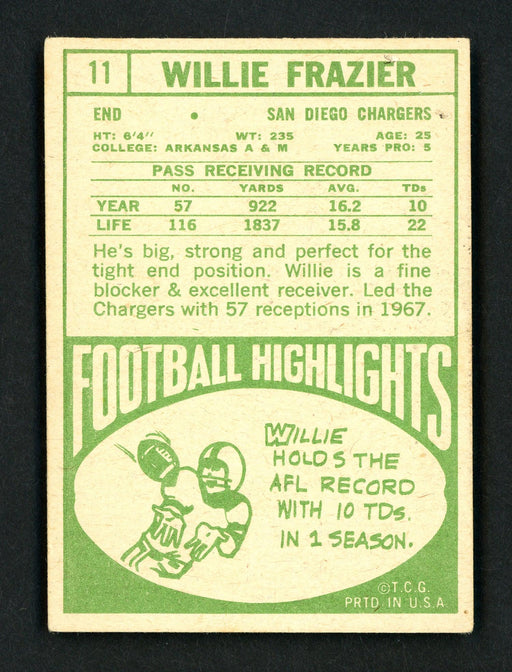 11 WILLIE FRAZIER
END • SAN DIEGO CHARGERS
HT: 6'4" WT: 235 AGE: 25
COLLEGE: ARKANSAS A & M YEARS PRO: 5
PASS RECEIVING RECORD
NO. YARDS AVG. TDs
YEAR 57 922 16.2 10
LIFE 116 1837 15.8 22
He's big, strong and perfect for the
tight end position. Willie is a fine
blocker & excellent receiver. Led the
Chargers with 57 receptions in 1967.
FOOTBALL HIGHLIGHTS
WILLIE
HOLDS THE
AFL RECORD
WITH 10 TDs.
IN 1 SEASON.
©T.C.G.
PRTD. IN U.S.A.